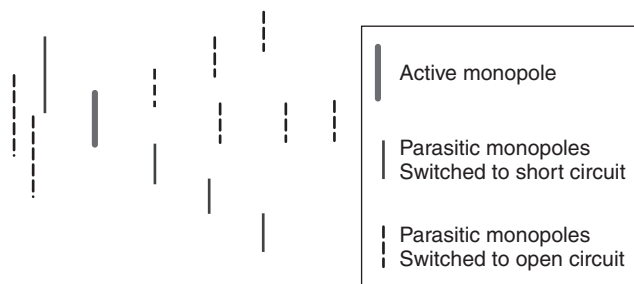 Active monopole
Parasitic monopoles
Switched to short circuit
Parasitic monopoles
Switched to open circuit